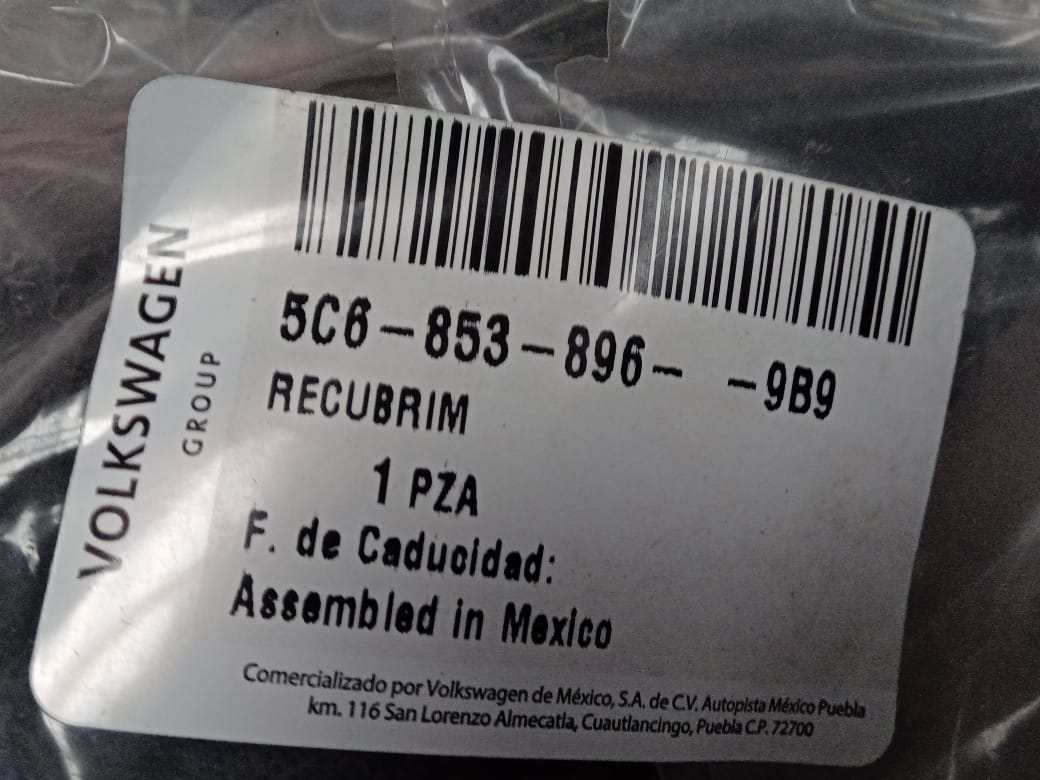 VOLKSWAGEN
GROUP
5C6-853-896- -9B9
RECUBRIM
1 PZA
F. de Caducidad:
Assembled in Mexico
Comercializado por Volkswagen de México, S.A. de C.V. Autopista México Puebla
km. 116 San Lorenzo Almecatla, Cuautlancingo, Puebla C.P. 72700